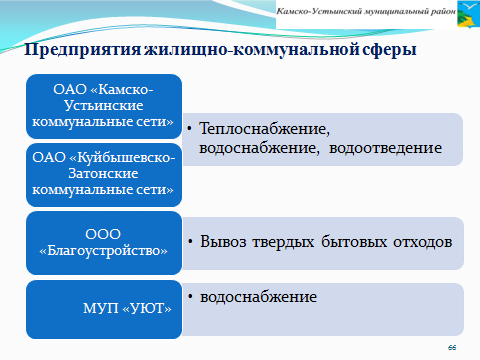 Камско-Устьинский муниципальный район
Предприятия жилищно-коммунальной сферы
ОАО «Камско-
Устьинские
коммунальные сети»
• Теплоснабжение,
водоснабжение, водоотведение
ОАО «Куйбышевско-
Затонские
коммунальные сети»
ООО
«Благоустройство»
• Вывоз твердых бытовых отходов
МУП «УЮТ»
• водоснабжение
66